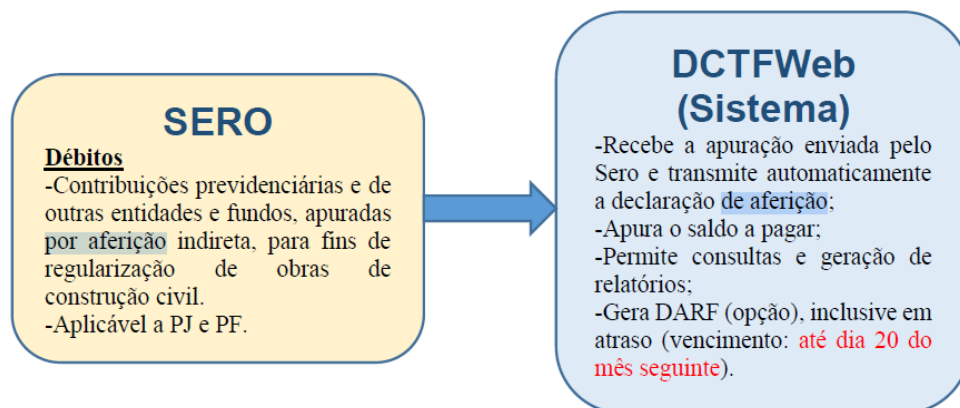 SERO
Débitos
-Contribuições previdenciárias e de
outras entidades e fundos, apuradas
por aferição indireta, para fins de
regularização de obras de
construção civil.
-Aplicável a PJ e PF.
DCTFWeb
(Sistema)
-Recebe a apuração enviada pelo
Sero e transmite automaticamente
a declaração de aferição;
-Apura o saldo a pagar;
-Permite consultas e geração de
relatórios;
-Gera DARF (opção), inclusive em
atraso (vencimento: até dia 20 do
mês seguinte).